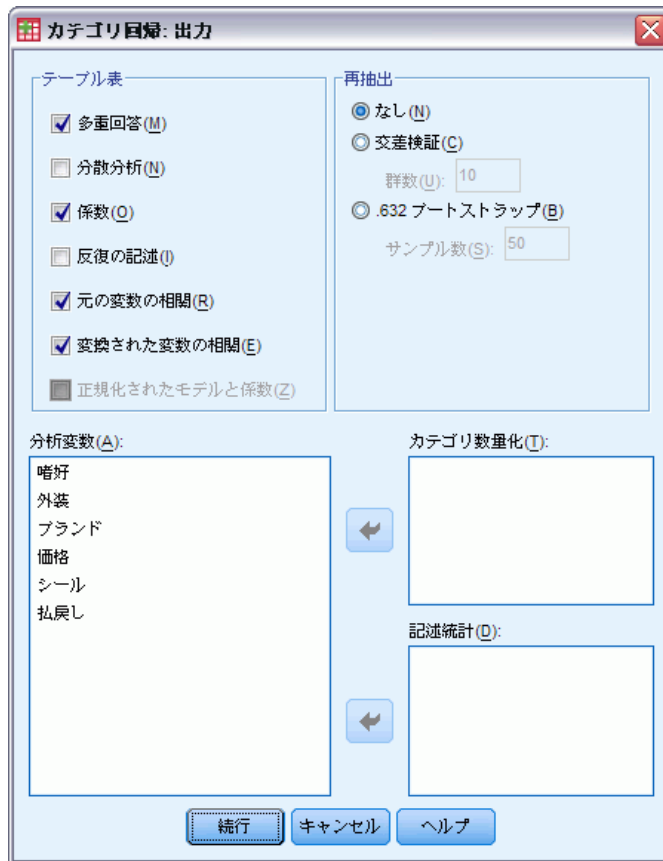 カテゴリ回帰: 出力
テーブル表
多重回答(M)
分散分析(N)
係数(O)
反復の記述(I)
元の変数の相関(R)
変換された変数の相関(E)
正規化されたモデルと係数(Z)
再抽出
なし(N)
交差検証(C)
群数(U): 10
.632 ブートストラップ(B)
サンプル数(S): 50
分析変数(A):
嗜好
外装
ブランド
価格
シール
払戻し
カテゴリ数量化(T):
記述統計(D):
続行 キャンセル ヘルプ